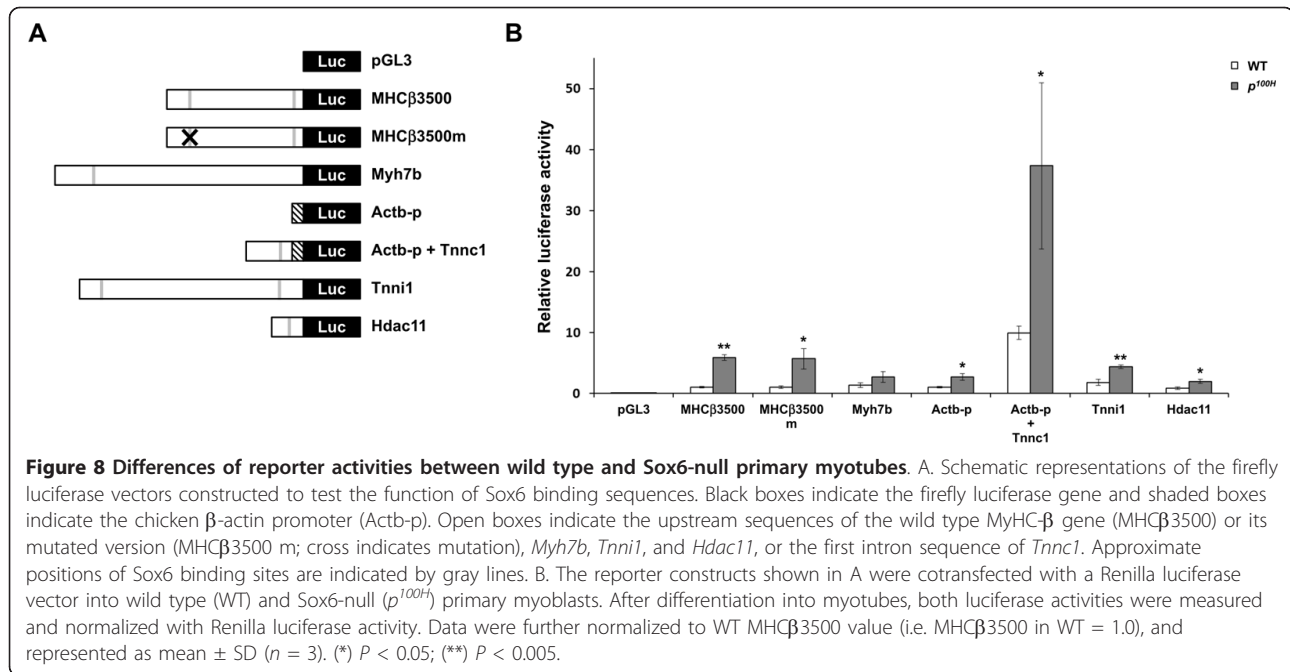 A
Luc pGL3
Luc MHCβ3500
Luc MHCβ3500m
Luc Myh7b
Luc Actb-p
Luc Actb-p + Tnnc1
Luc Tnni1
Luc Hdac11
B
Relative luciferase activity
50
40
30
20
10
0
WT
p100H
**
*
*
*
**
*
pGL3
MHCβ3500
MHCβ3500
m
Myh7b
Actb-p
Actb-p
+
Tnnc1
Tnni1
Hdac11
Figure 8 Differences of reporter activities between wild type and Sox6-null primary myotubes. A. Schematic representations of the firefly
luciferase vectors constructed to test the function of Sox6 binding sequences. Black boxes indicate the firefly luciferase gene and shaded boxes
indicate the chicken β-actin promoter (Actb-p). Open boxes indicate the upstream sequences of the wild type MyHC-β gene (MHCβ3500) or its
mutated version (MHCβ3500 m; cross indicates mutation), Myh7b, Tnni1, and Hdac11, or the first intron sequence of Tnnc1. Approximate
positions of Sox6 binding sites are indicated by gray lines. B. The reporter constructs shown in A were cotransfected with a Renilla luciferase
vector into wild type (WT) and Sox6-null (p100H) primary myoblasts. After differentiation into myotubes, both luciferase activities were measured
and normalized with Renilla luciferase activity. Data were further normalized to WT MHCβ3500 value (i.e. MHCβ3500 in WT = 1.0), and
represented as mean ± SD (n = 3). (*) P < 0.05; (**) P < 0.005.